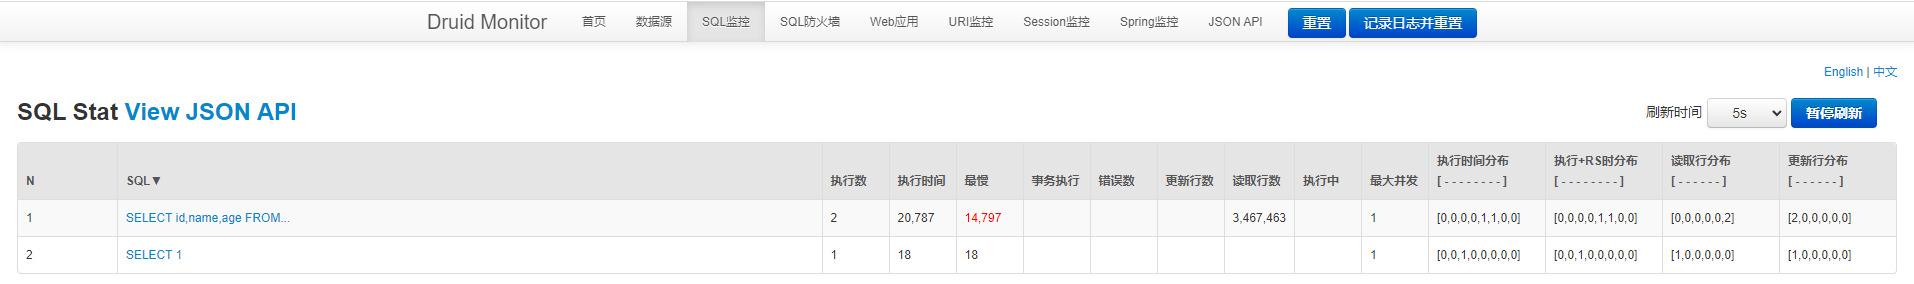 Druid Monitor 首页 数据源 SQL监控 SQL防火墙 Web应用 URI监控 Session监控 Spring监控 JSON API 重置 记录日志并重置
English | 中文
SQL Stat View JSON API 刷新时间 5s 暂停刷新
N SQL▼ 执行数 执行时间 最慢 事务执行 错误数 更新行数 读取行数 执行中 最大并发 执行时间分布 [ - - - - - - - - ] 执行+RS时分布 [ - - - - - - - - ] 读取行分布 [ - - - - - - ] 更新行分布 [ - - - - - - ]
1 SELECT id,name,age FROM... 2 20,787 14,797 3,467,463 1 [0,0,0,0,1,1,0,0] [0,0,0,0,1,1,0,0] [0,0,0,0,0,2] [2,0,0,0,0,0]
2 SELECT 1 1 18 18 1 [0,0,1,0,0,0,0,0] [0,0,1,0,0,0,0,0] [1,0,0,0,0,0] [1,0,0,0,0,0]